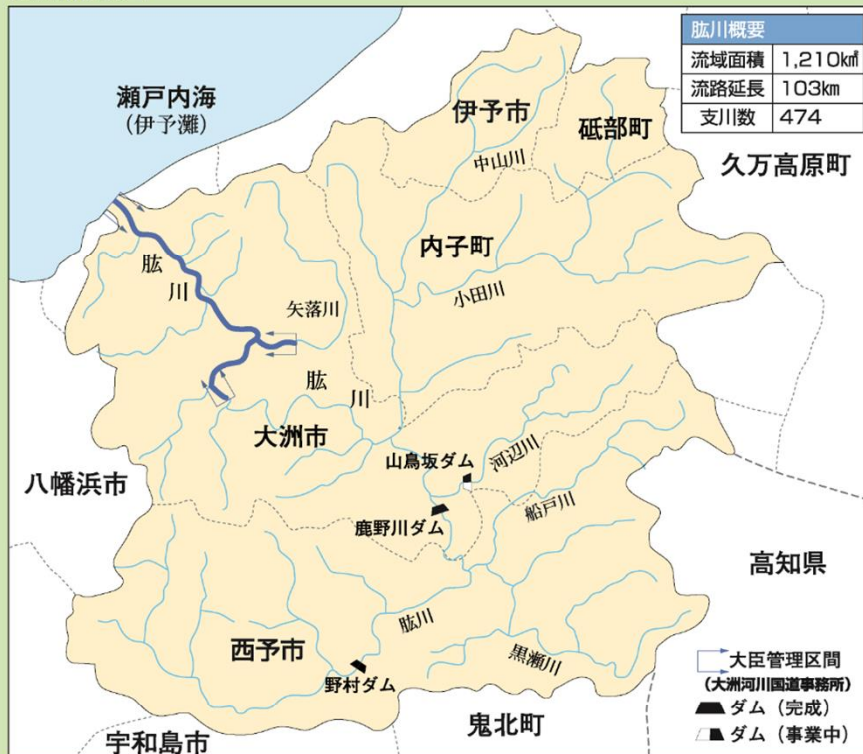 肱川概要
流域面積 1,210k㎡
流路延長 103km
支川数 474
瀬戸内海
(伊予灘)
伊予市
砥部町
久万高原町
中山川
内子町
小田川
肱川
矢落川
肱川
大洲市
八幡浜市
山鳥坂ダム
河辺川
鹿野川ダム
船戸川
高知県
肱川
西予市
黒瀬川
野村ダム
鬼北町
宇和島市
大臣管理区間
(大洲河川国道事務所)
ダム(完成)
ダム(事業中)